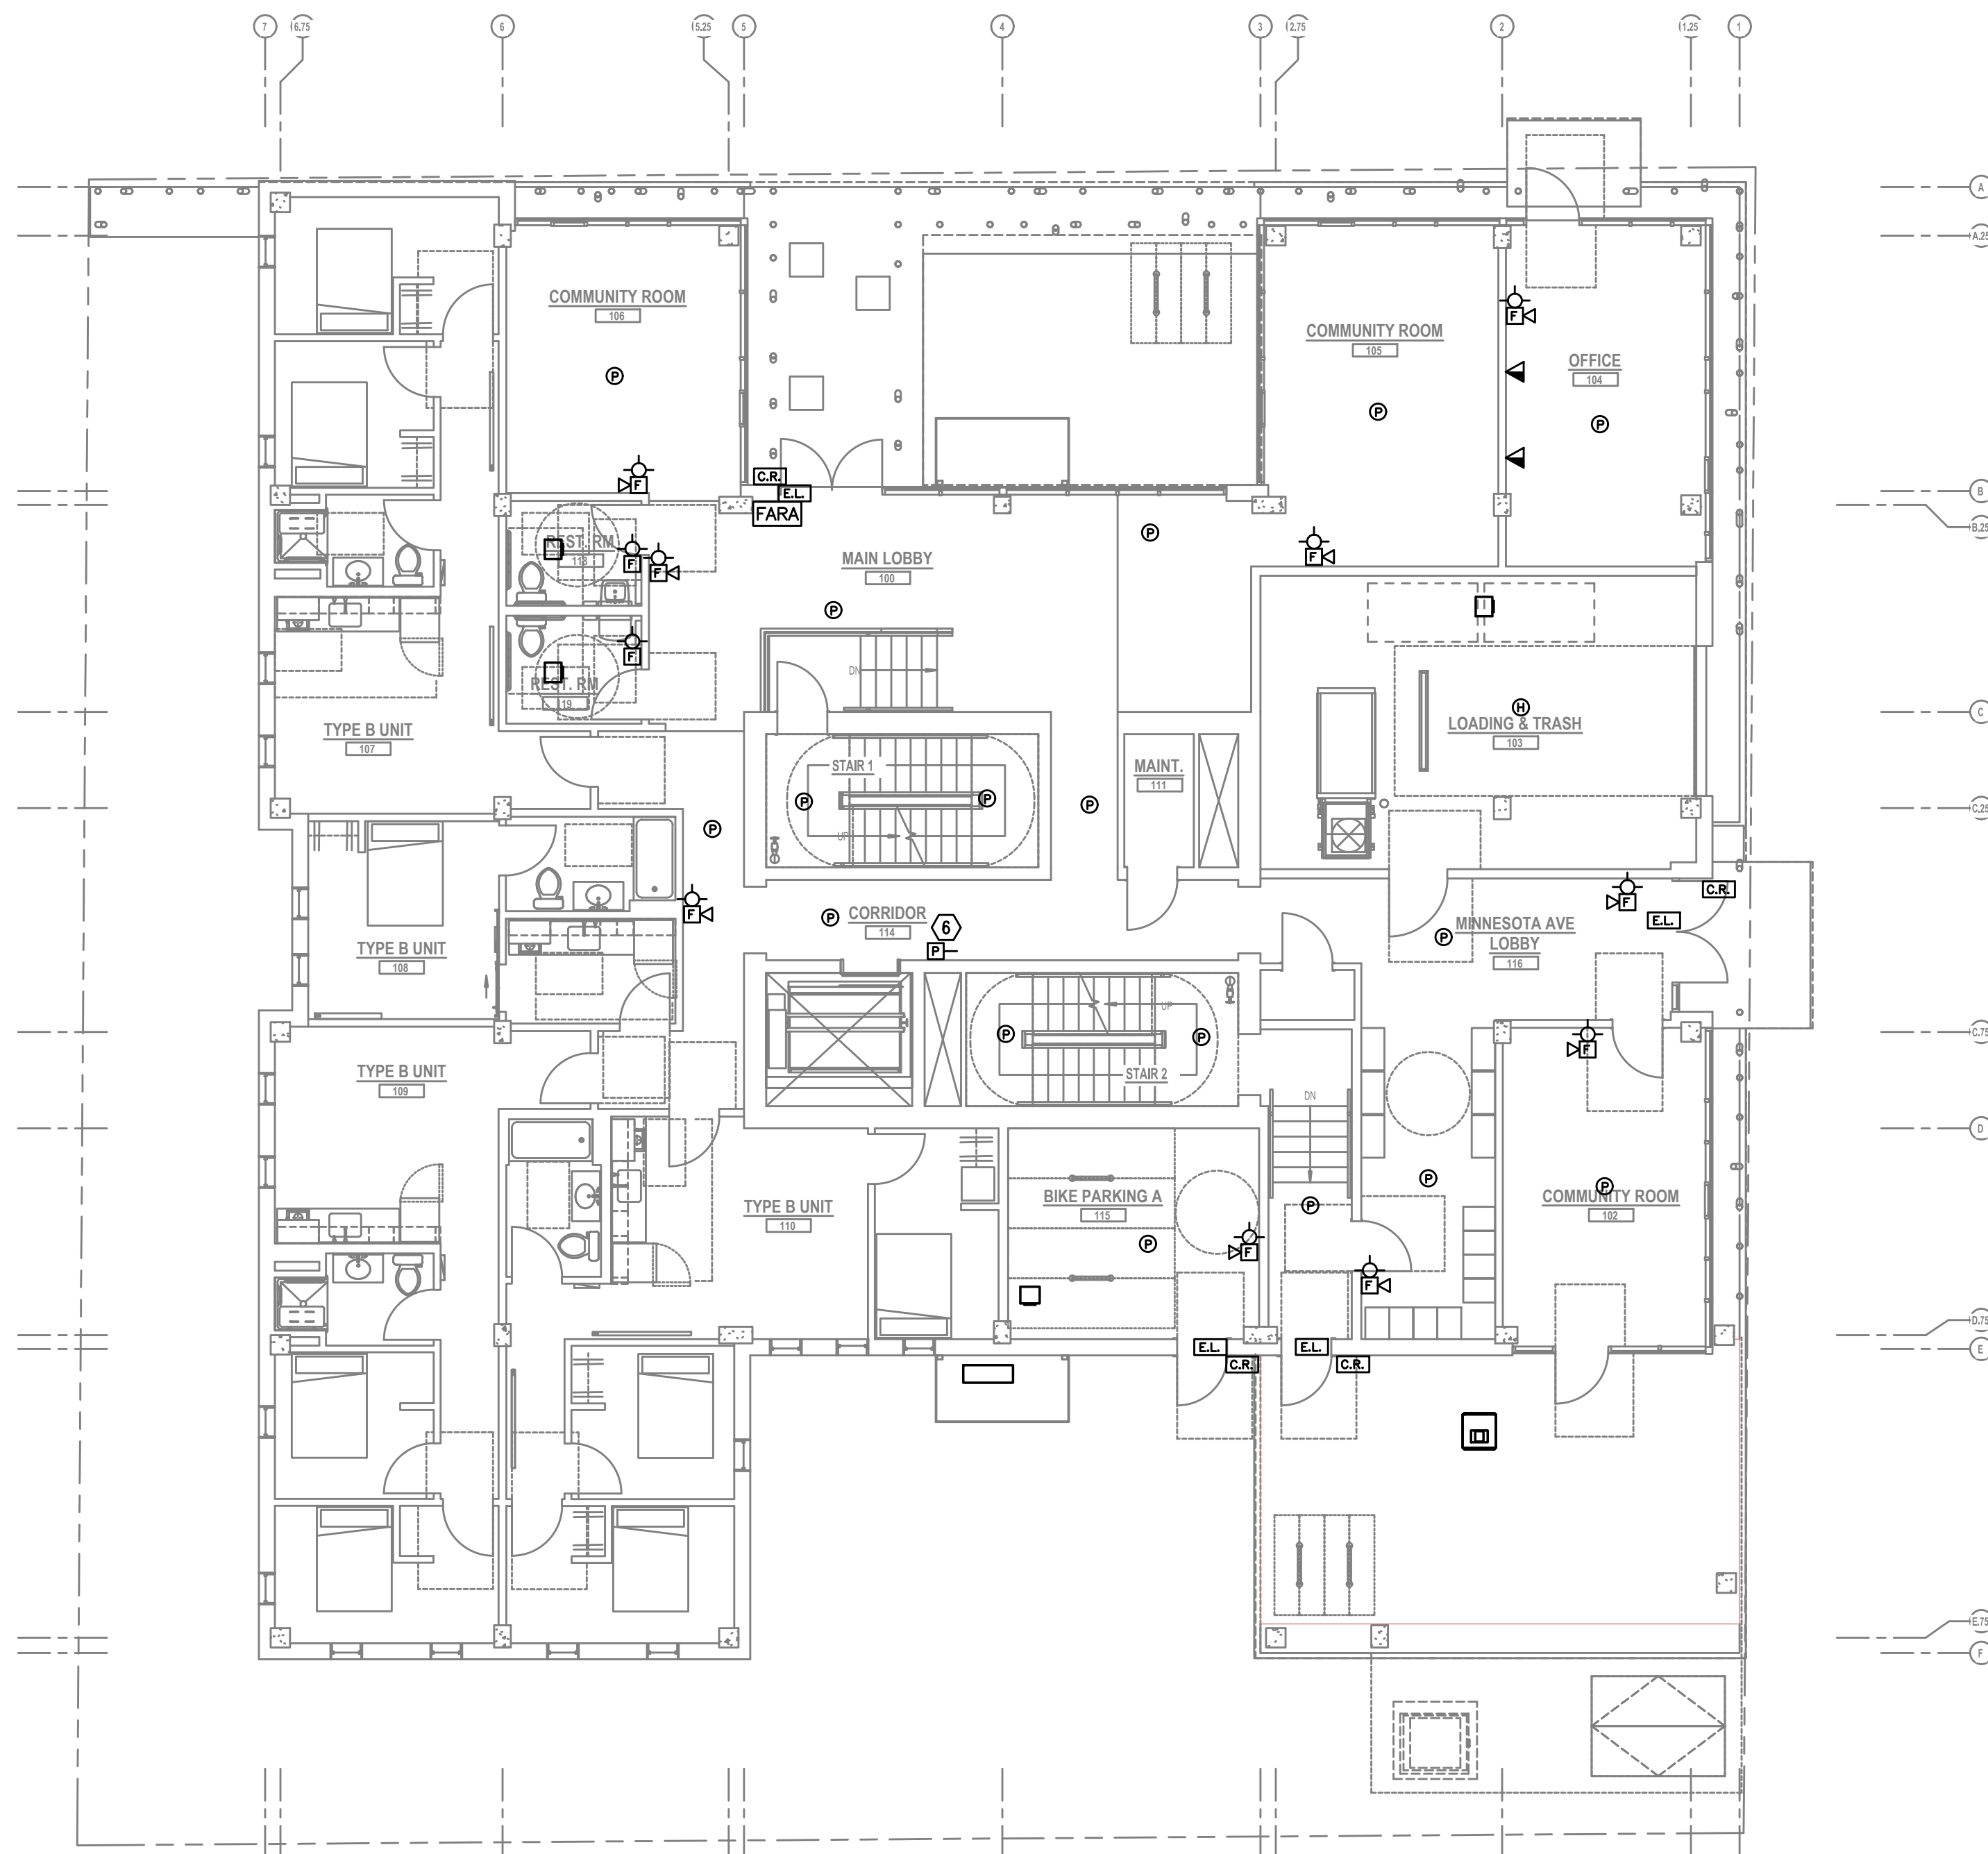 7
6.75
6
5.25
5
4
3
2.75
2
1.25
1
A
A.25
COMMUNITY ROOM
106
F
COMMUNITY ROOM
105
OFFICE
104
P
P
P
F
C.R.
E.L.
FARA
B
B.25
REST. RM
118
F
F
MAIN LOBBY
100
P
P
F
REST. RM
F
DN
TYPE B UNIT
107
H
LOADING & TRASH
103
C
STAIR 1
P
P
UP
P
MAINT.
111
P
C.25
F
P
CORRIDOR
114
6
P
F
C.R.
E.L.
P
MINNESOTA AVE
LOBBY
116
TYPE B UNIT
108
UP
P
P
STAIR 2
F
C.75
TYPE B UNIT
109
DN
D
TYPE B UNIT
110
BIKE PARKING A
115
P
F
P
P
F
P
COMMUNITY ROOM
102
E.L.
C.R.
E.L.
C.R.
D.75
E
E.75
F